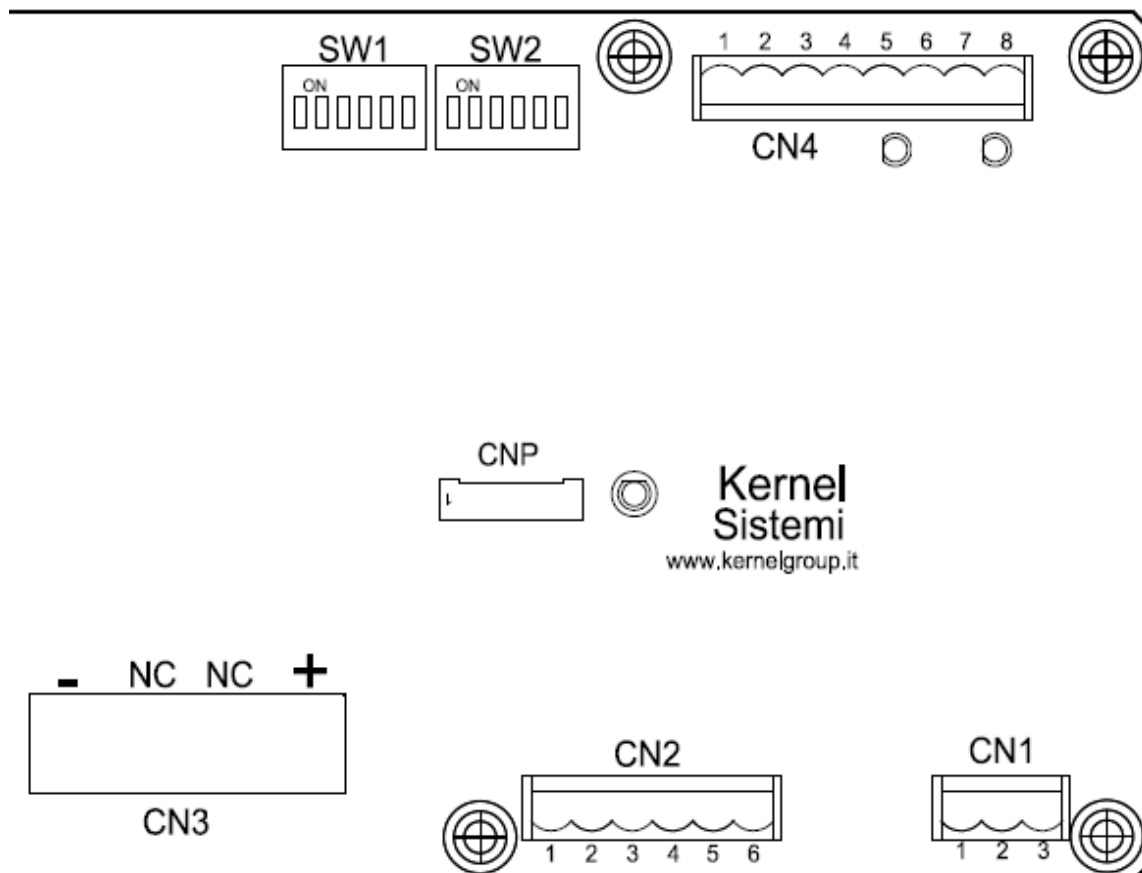 SW1 SW2
ON ON
1 2 3 4 5 6 7 8
CN4
CNP
1
Kernel
Sistemi
www.kernelgroup.it
- NC NC +
CN3
CN2
1 2 3 4 5 6
CN1
1 2 3